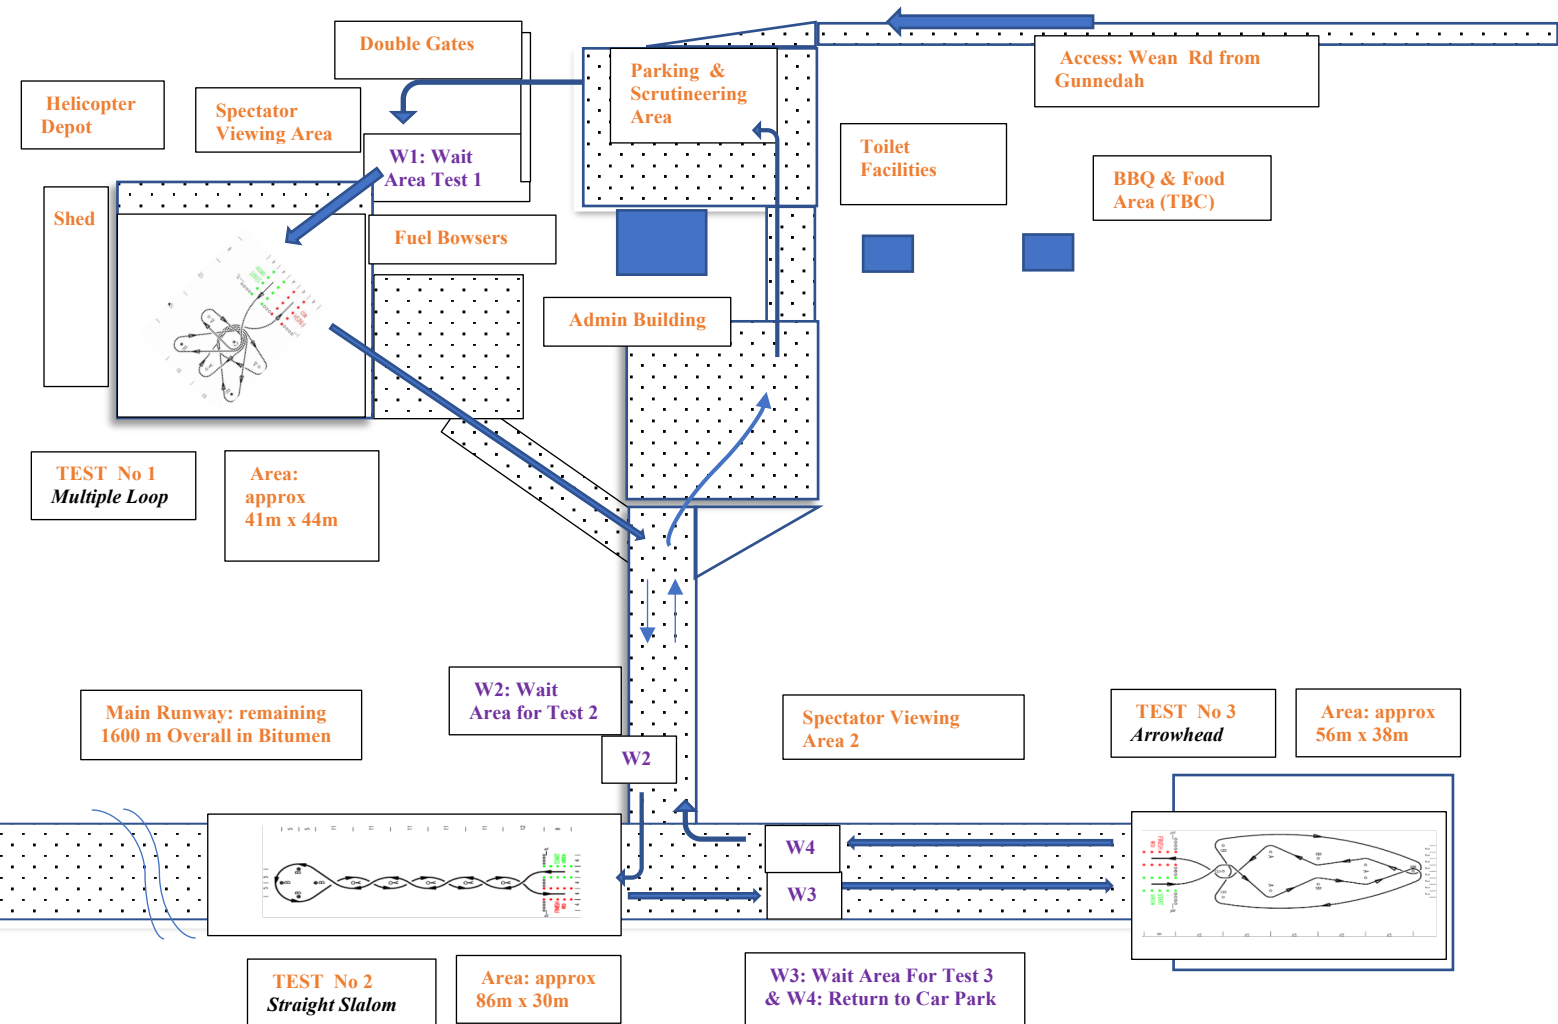 Double Gates
Parking & 
Scrutineering
Area
Access: Wean Rd from
Gunnedah
Helicopter
Depot
Spectator
Viewing Area
W1: Wait
Area Test 1
Toilet
Facilities
BBQ & Food
Area (TBC)
Shed
Fuel Bowsers
Admin Building
TEST No 1
Multiple Loop
Area:
approx
41m x 44m
W2: Wait
Area for Test 2
W2
Main Runway: remaining
1600 m Overall in Bitumen
Spectator Viewing
Area 2
TEST No 3
Arrowhead
Area: approx
56m x 38m
W4
W3
TEST No 2
Straight Slalom
Area: approx
86m x 30m
W3: Wait Area For Test 3
& W4: Return to Car Park